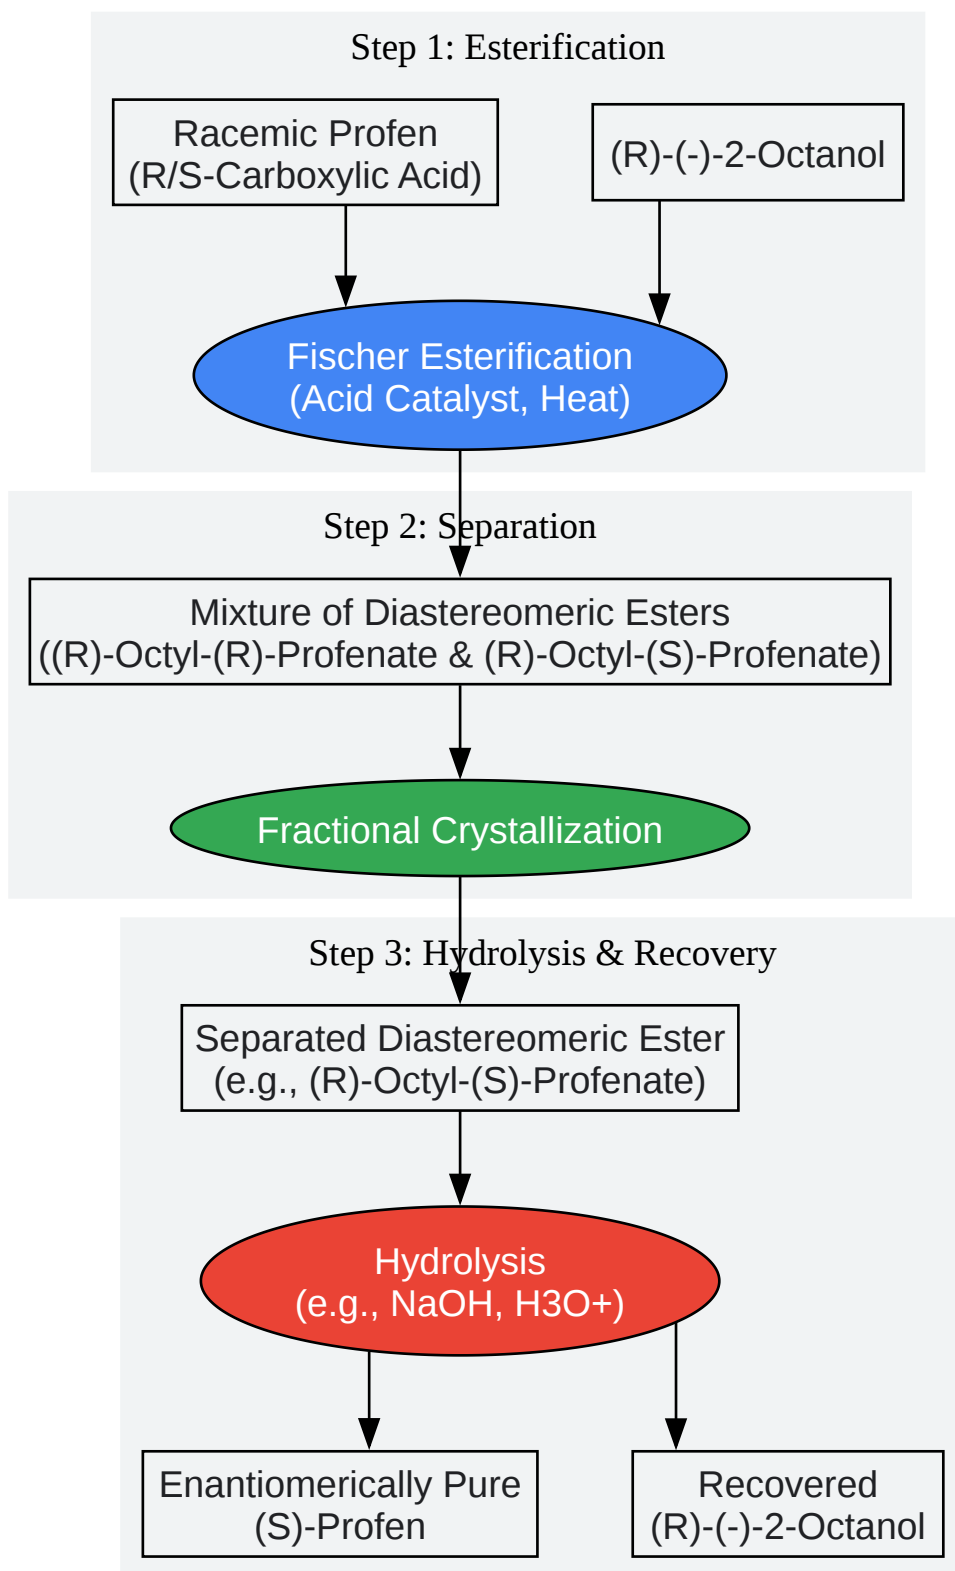 Step 1: Esterification
Racemic Profen
(R/S-Carboxylic Acid)
(R)-(-)-2-Octanol
Fischer Esterification
(Acid Catalyst, Heat)
Step 2: Separation
Mixture of Diastereomeric Esters
((R)-Octyl-(R)-Profenate & (R)-Octyl-(S)-Profenate)
Fractional Crystallization
Step 3: Hydrolysis & Recovery
Separated Diastereomeric Ester
(e.g., (R)-Octyl-(S)-Profenate)
Hydrolysis
(e.g., NaOH, H3O+)
Enantiomerically Pure
(S)-Profen
Recovered
(R)-(-)-2-Octanol